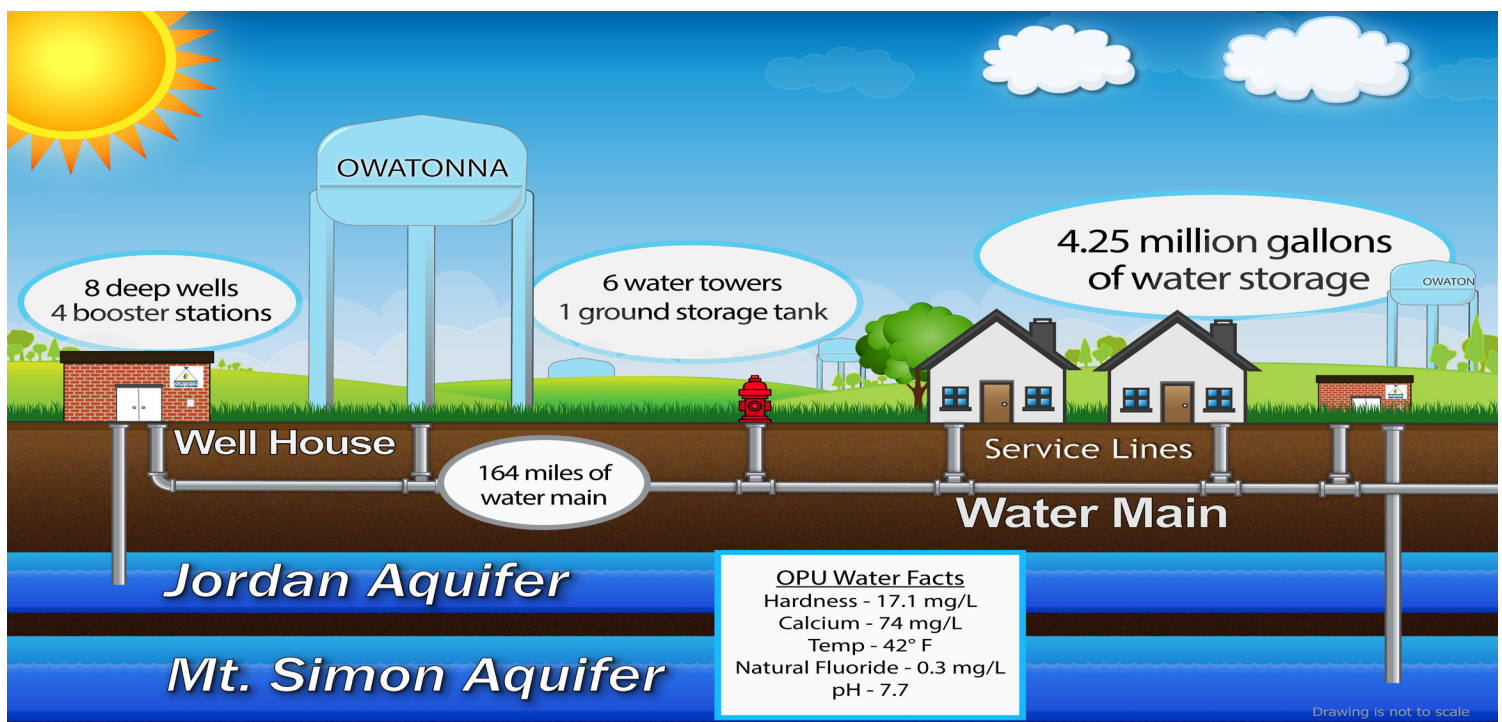 OWATONNA
8 deep wells
4 booster stations
6 water towers
1 ground storage tank
4.25 million gallons
of water storage
OWATON
Well House
164 miles of
water main
Service Lines
Water Main
Jordan Aquifer
Mt. Simon Aquifer
OPU Water Facts
Hardness - 17.1 mg/L
Calcium - 74 mg/L
Temp - 42° F
Natural Fluoride - 0.3 mg/L
pH - 7.7
Drawing is not to scale